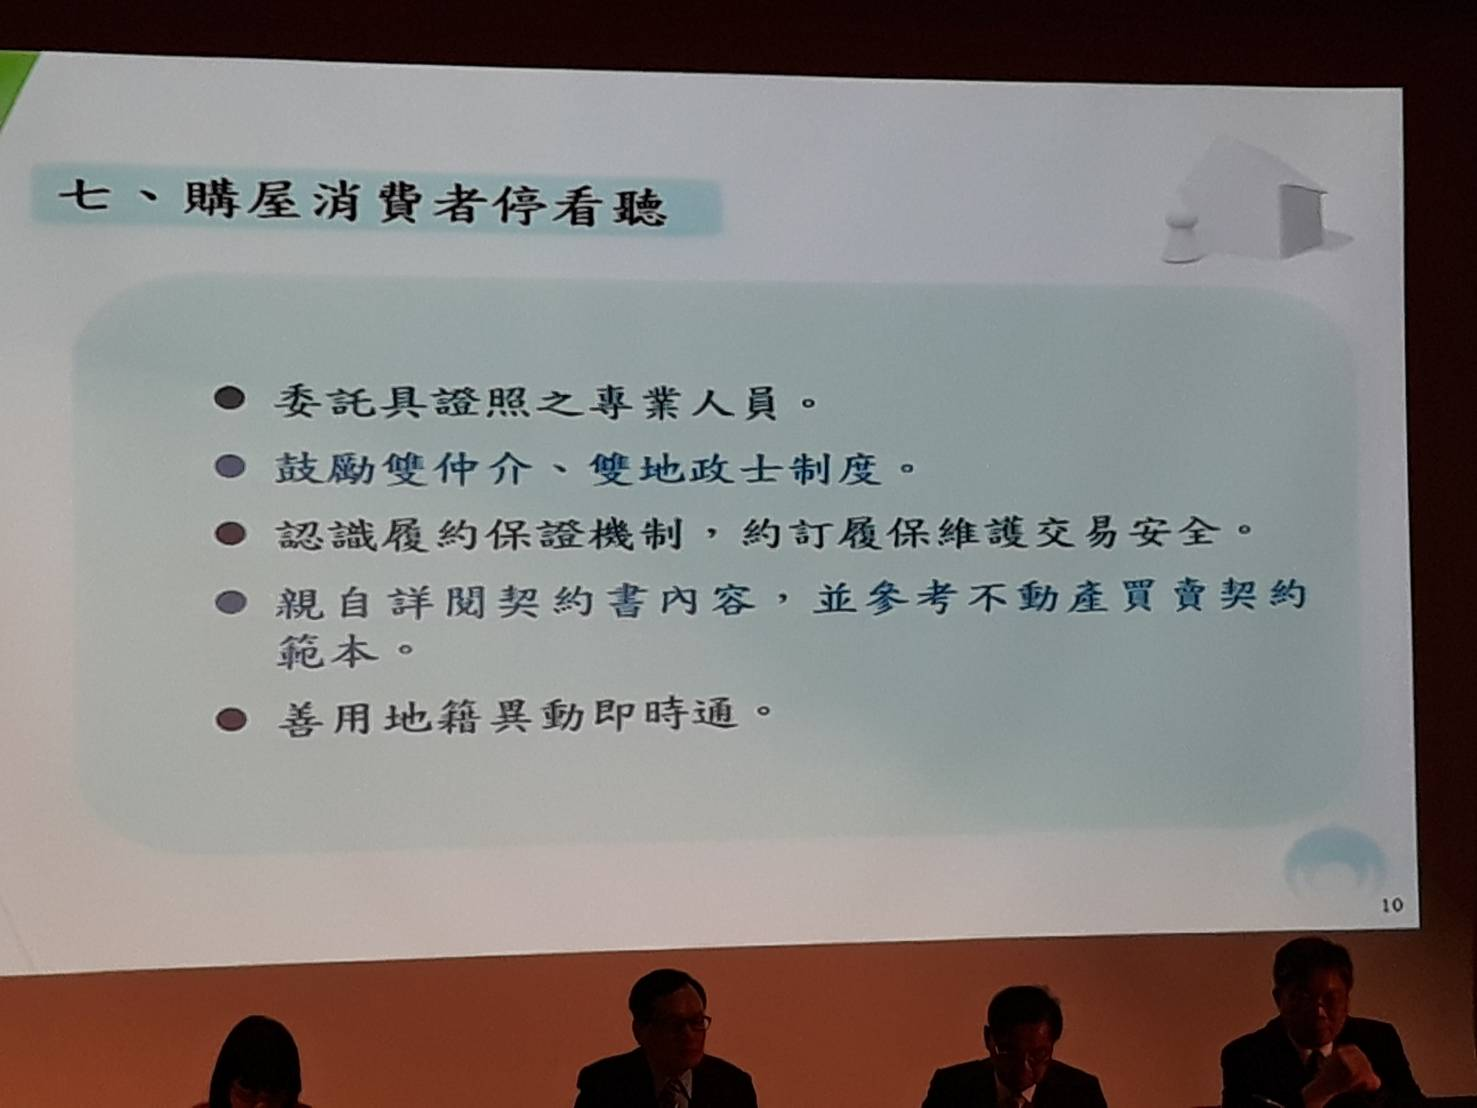 七、購屋消費者停看聽
委託具證照之專業人員。
鼓勵雙仲介、雙地政士制度。
認識履約保證機制，約訂履保維護交易安全。
親自詳閱契約書內容，並參考不動產買賣契約
範本。
善用地籍異動即時通。
10